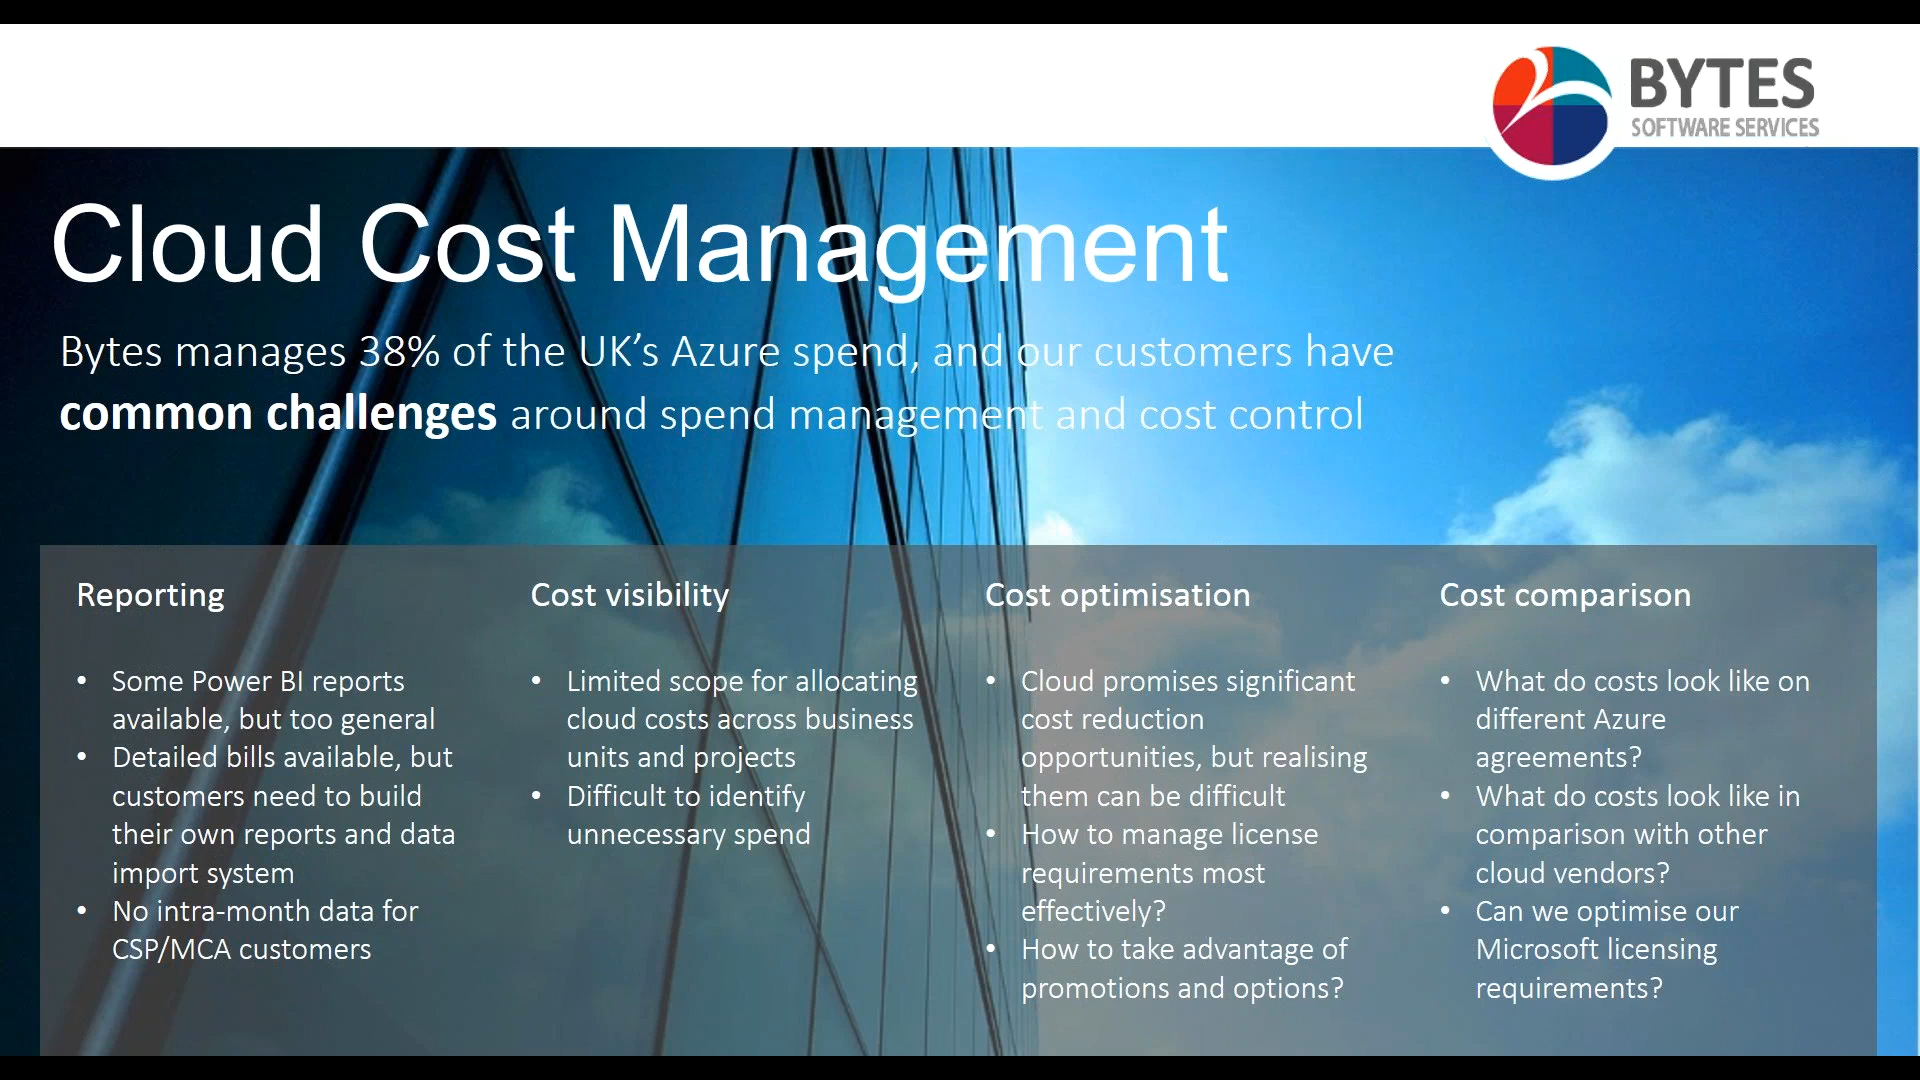 BYTES
SOFTWARE SERVICES
Cloud Cost Management
Bytes manages 38% of the UK’s Azure spend, and our customers have
common challenges around spend management and cost control
Reporting
• Some Power BI reports
available, but too general
• Detailed bills available, but
customers need to build
their own reports and data
import system
• No intra-month data for
CSP/MCA customers
Cost visibility
• Limited scope for allocating
cloud costs across business
units and projects
• Difficult to identify
unnecessary spend
Cost optimisation
• Cloud promises significant
cost reduction
opportunities, but realising
them can be difficult
• How to manage license
requirements most
effectively?
• How to take advantage of
promotions and options?
Cost comparison
• What do costs look like on
different Azure
agreements?
• What do costs look like in
comparison with other
cloud vendors?
• Can we optimise our
Microsoft licensing
requirements?